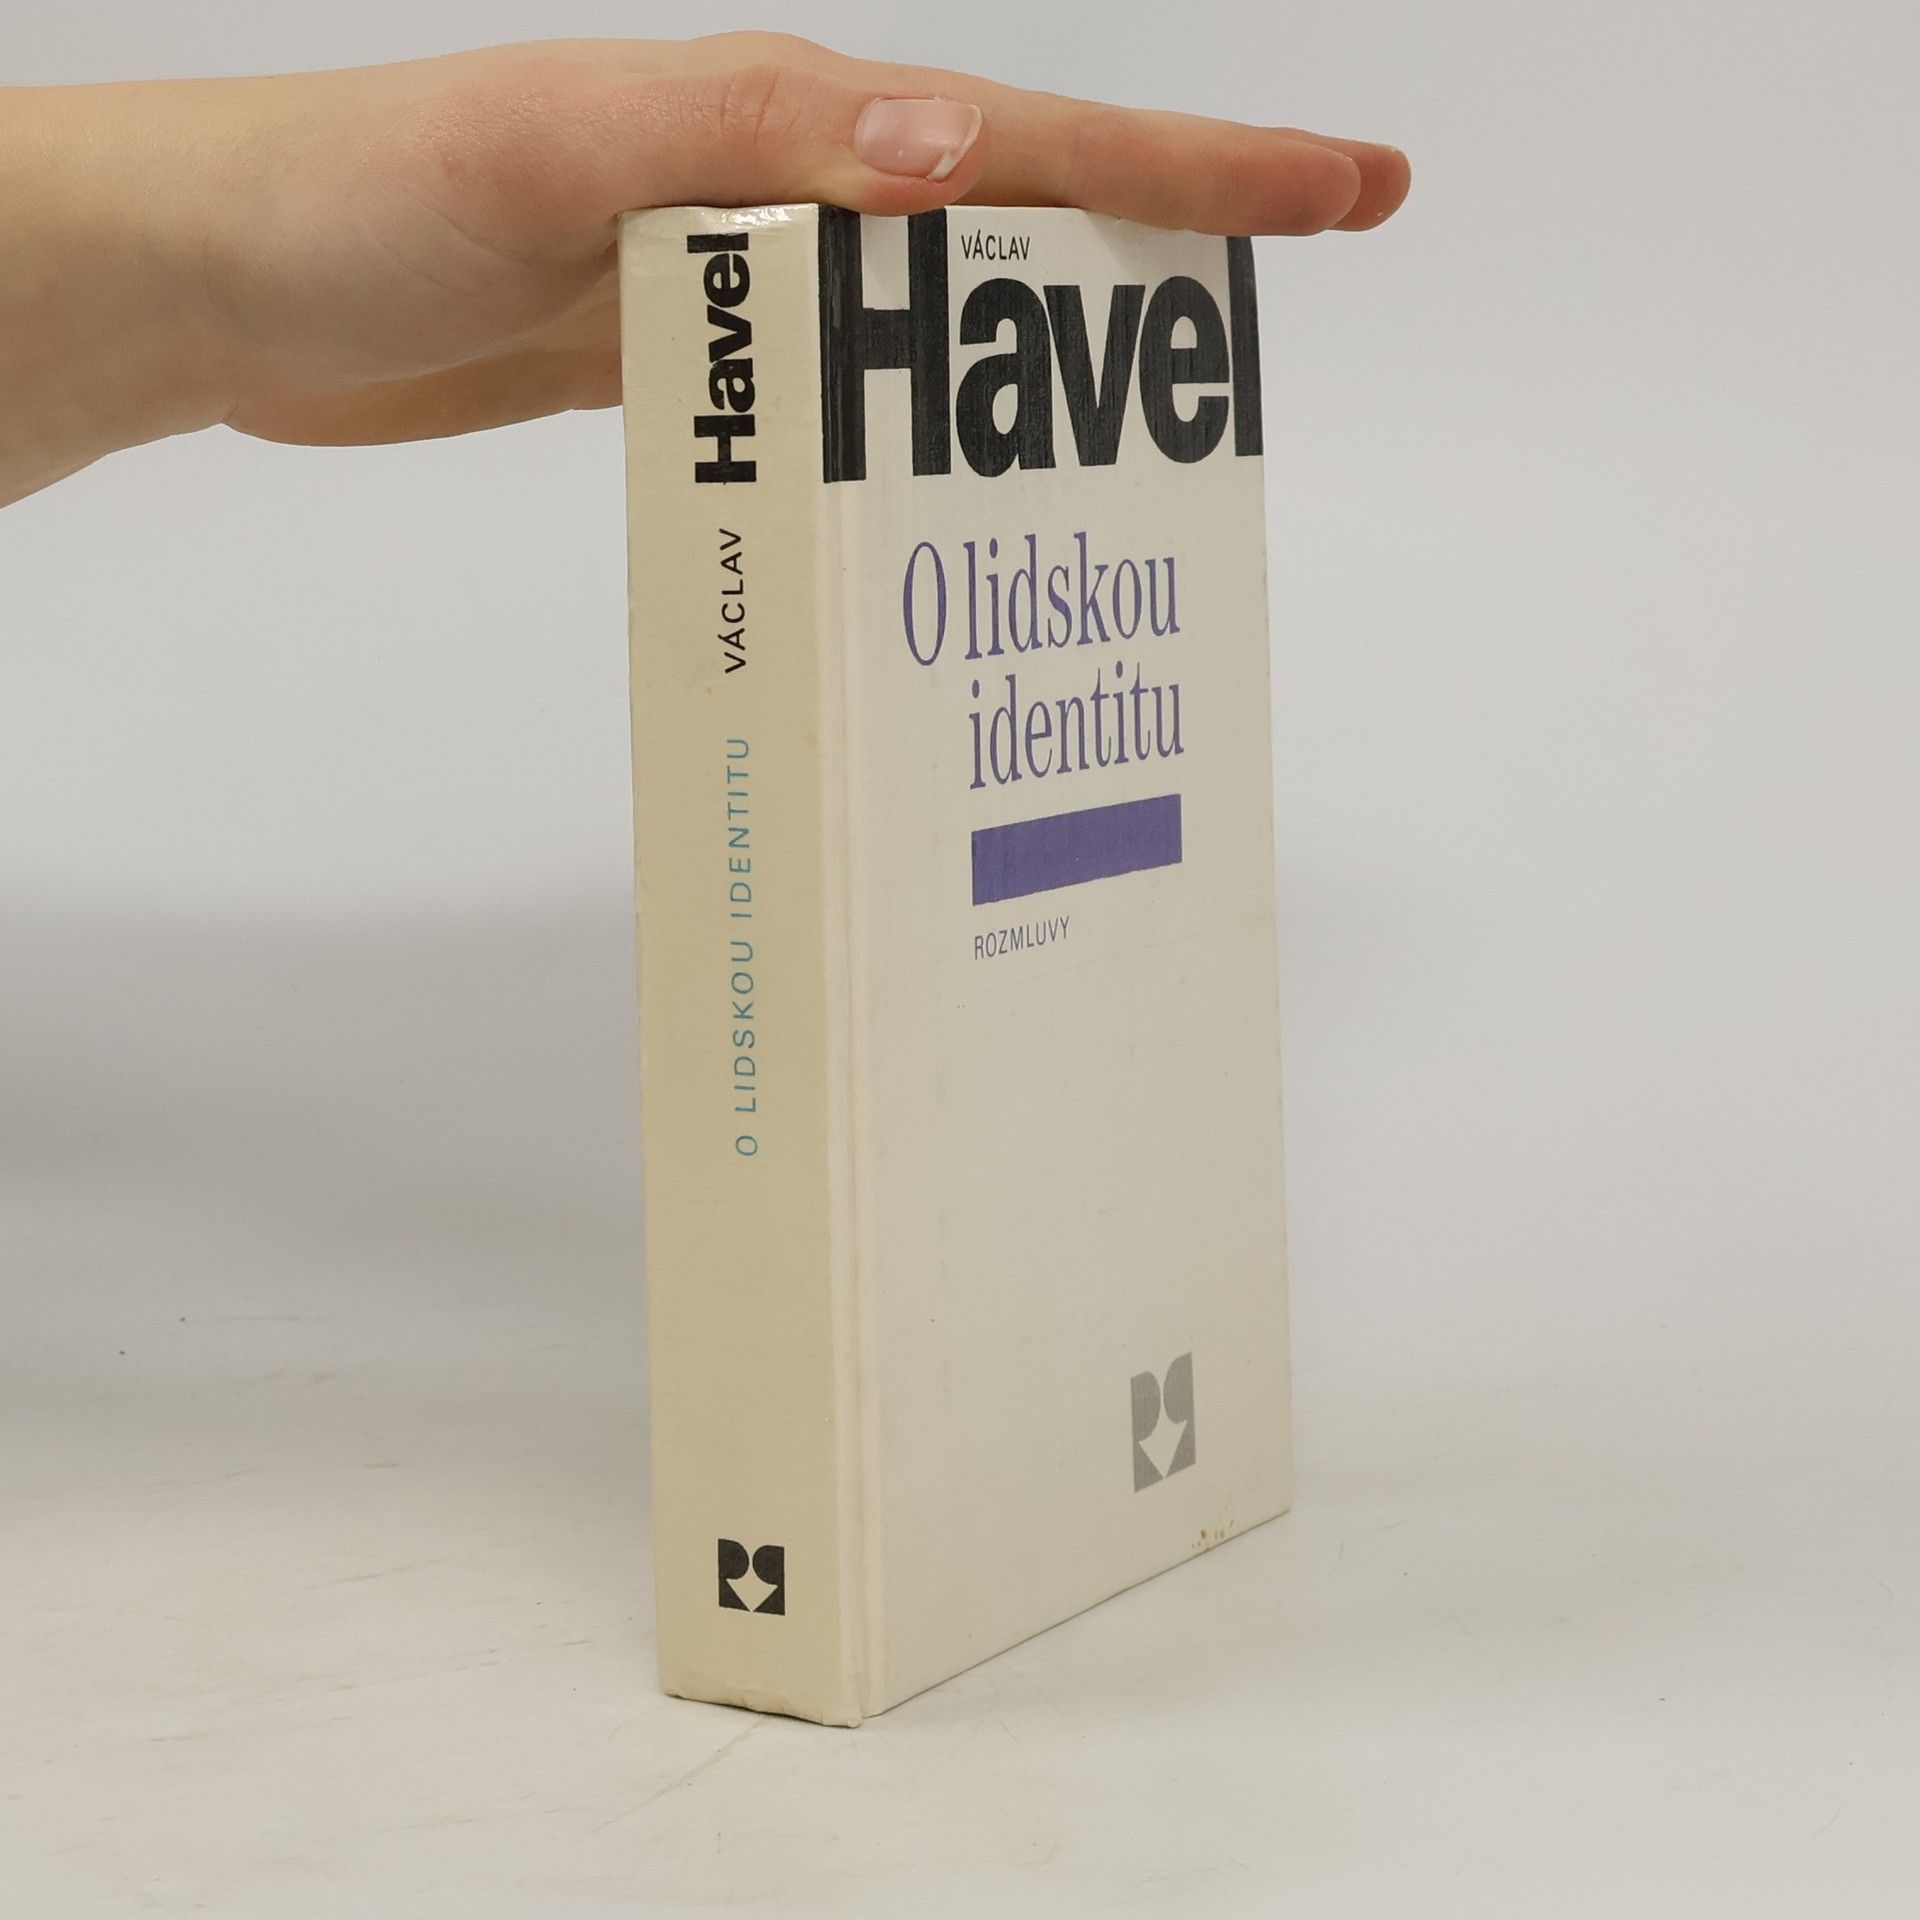 Havel
VÁCLAV
O LIDSKOU IDENTITU
VÁCLAV
Havel
O lidskou
identitu
ROZMLUVY